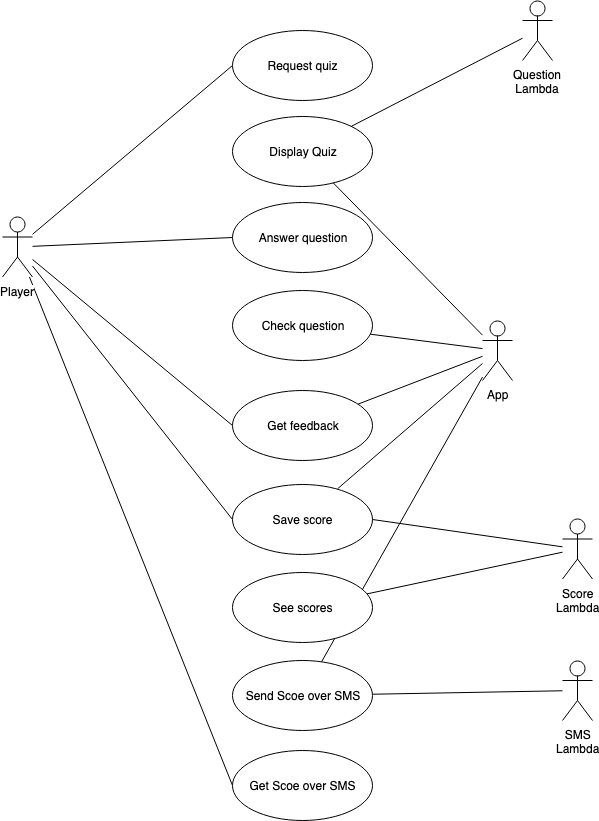 Question
Lambda
Request quiz
Display Quiz
Answer question
Player
Check question
App
Get feedback
Save score
Score
Lambda
See scores
Send Scoe over SMS
SMS
Lambda
Get Scoe over SMS